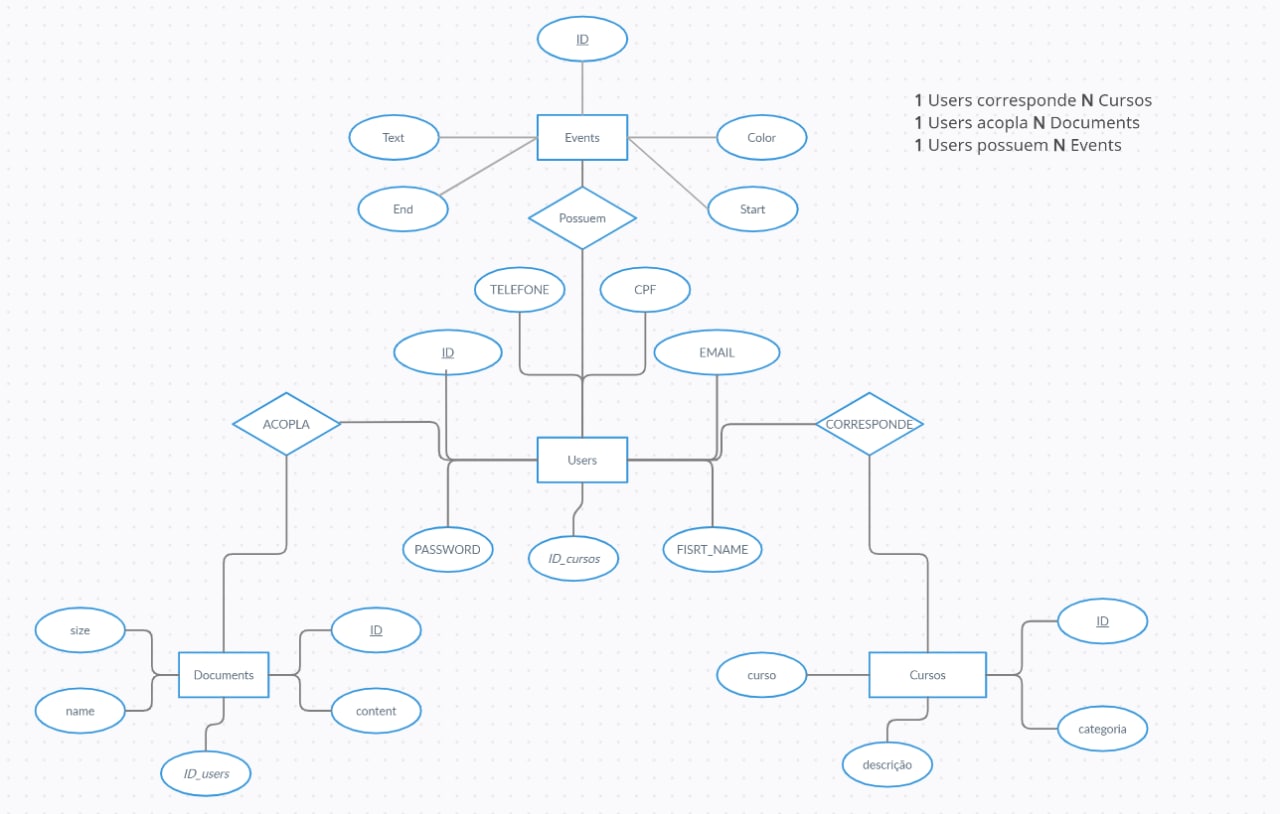 ID
1 Users corresponde N Cursos
1 Users acopla N Documents
1 Users possuem N Events
Text
Events
Color
End
Possuem
Start
TELEFONE
CPF
ID
EMAIL
ACOPLA
CORRESPONDE
Users
PASSWORD
ID_cursos
FISRT_NAME
size
ID
Documents
name
content
ID_users
ID
curso
Cursos
categoria
descrição